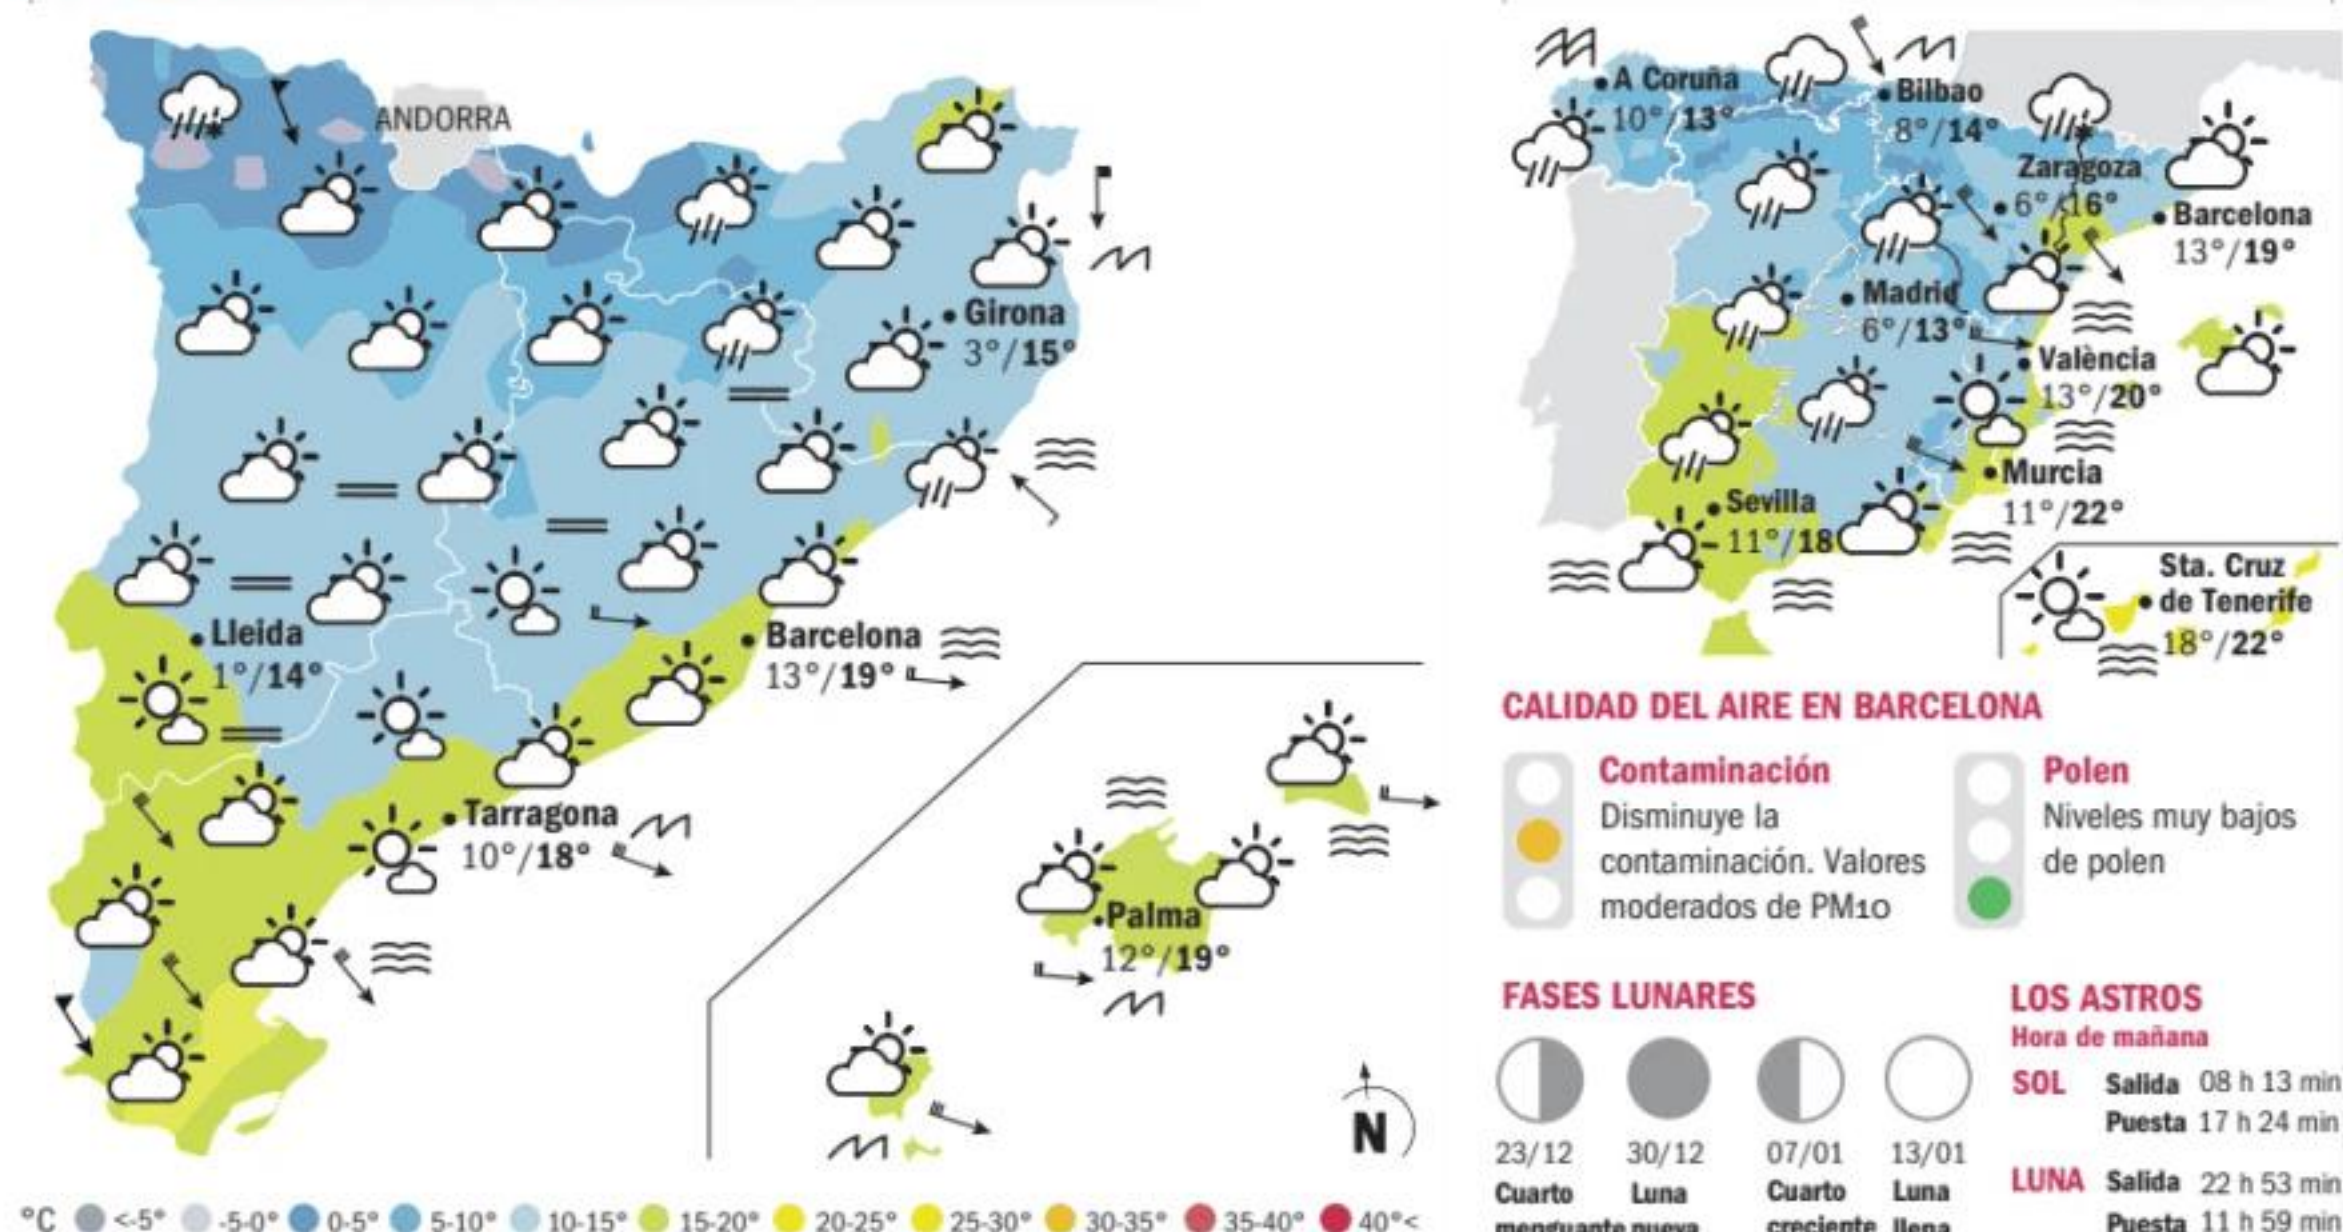 ANDORRA
Girona
3°/15°
Lleida
1°/14°
Barcelona
13°/19°
Tarragona
10°/18°
Palma
12°/19°
N
°C <-5° -5-0° 0-5° 5-10° 10-15° 15-20° 20-25° 25-30° 30-35° 35-40° 40°<
A Coruña
10°/13°
Bilbao
8°/14°
Zaragoza
6°/16°
Barcelona
13°/19°
Madrid
6°/13°
València
13°/20°
Murcia
11°/22°
Sevilla
11°/18
Sta. Cruz
de Tenerife
18°/22°
CALIDAD DEL AIRE EN BARCELONA
Contaminación
Disminuye la
contaminación. Valores
moderados de PM10
Polen
Niveles muy bajos
de polen
FASES LUNARES
23/12 30/12 07/01 13/01
Cuarto Luna Cuarto Luna
menguante nueva creciente llena
LOS ASTROS
Hora de mañana
SOL Salida 08 h 13 min
Puesta 17 h 24 min
LUNA Salida 22 h 53 min
Puesta 11 h 59 min